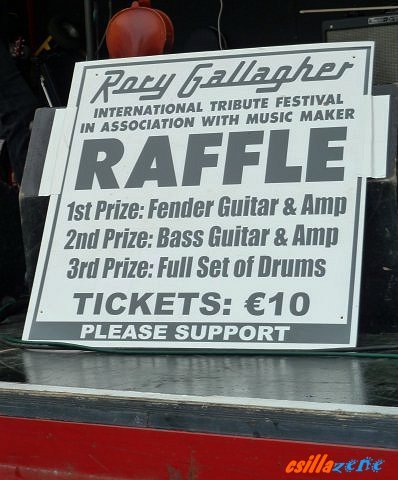 Rory Gallagher
INTERNATIONAL TRIBUTE FESTIVAL
IN ASSOCIATION WITH MUSIC MAKER
RAFFLE
1st Prize: Fender Guitar & Amp
2nd Prize: Bass Guitar & Amp
3rd Prize: Full Set of Drums
TICKETS: €10
PLEASE SUPPORT
csillazene